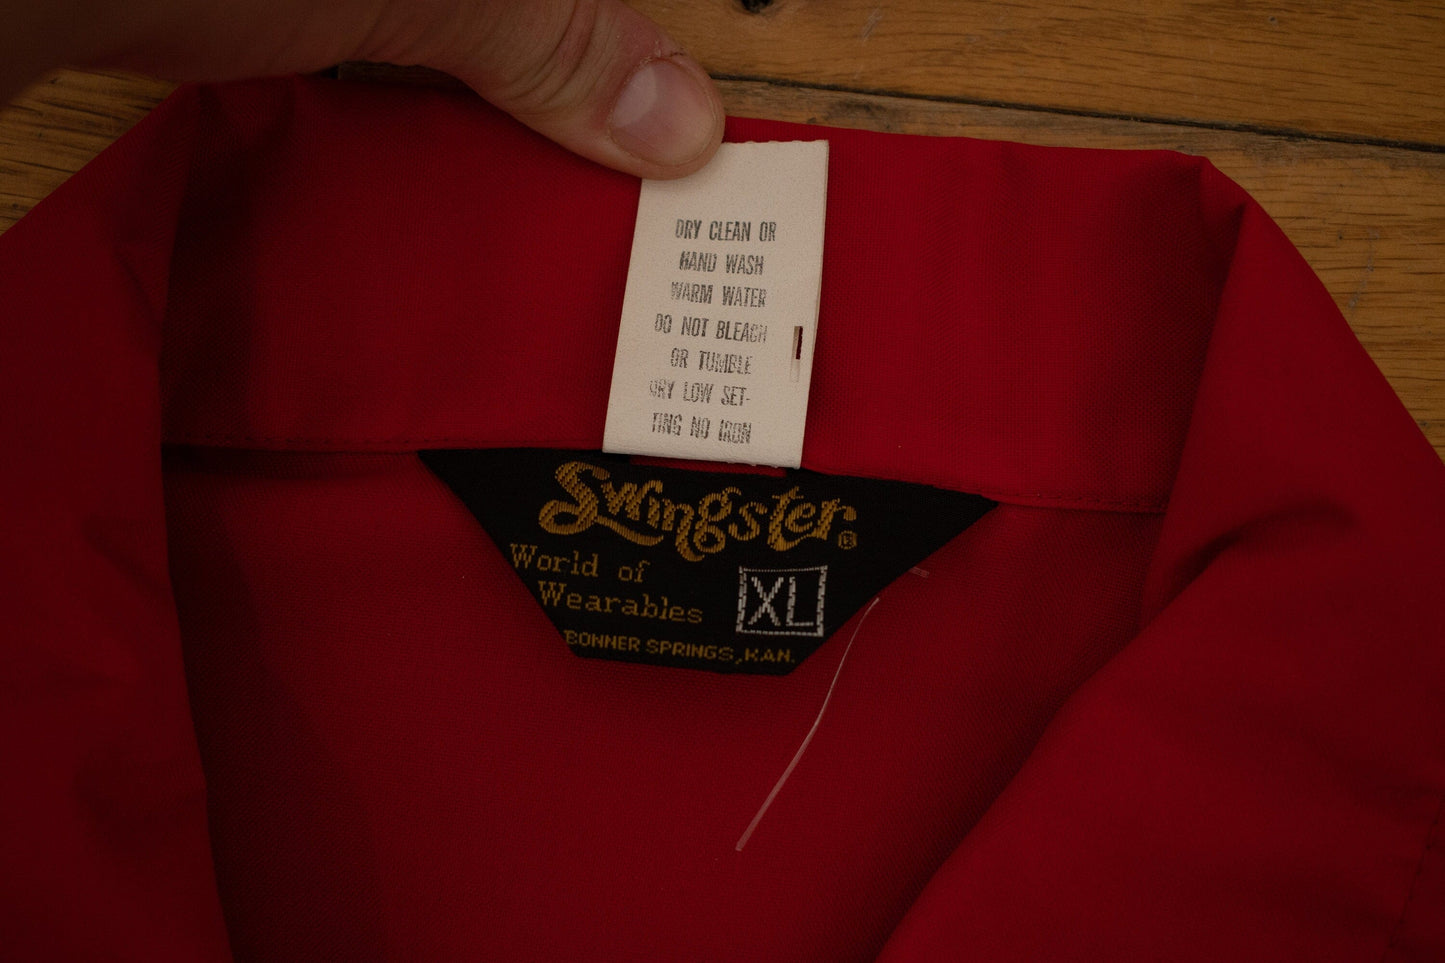 DRY CLEAN OR
HAND WASH
WARM WATER
DO NOT BLEACH
OR TUMBLE
DRY LOW SET-
TING NO IRON
Swingster®
World of
Wearables
XL
BONNER SPRINGS, KAN.